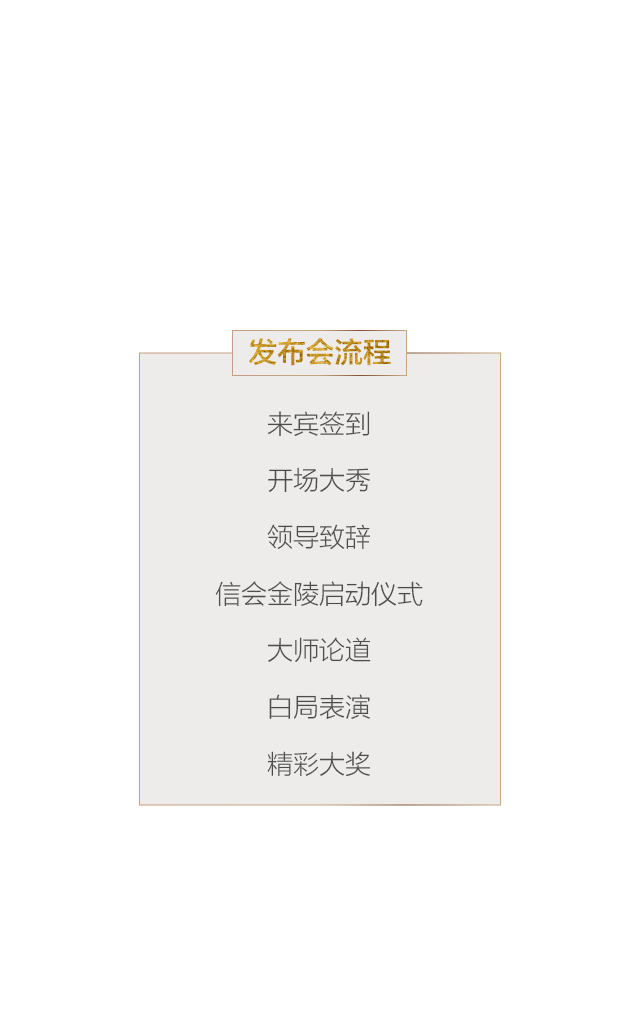 发布会流程
来宾签到
开场大秀
领导致辞
信会金陵启动仪式
大师论道
白局表演
精彩大奖